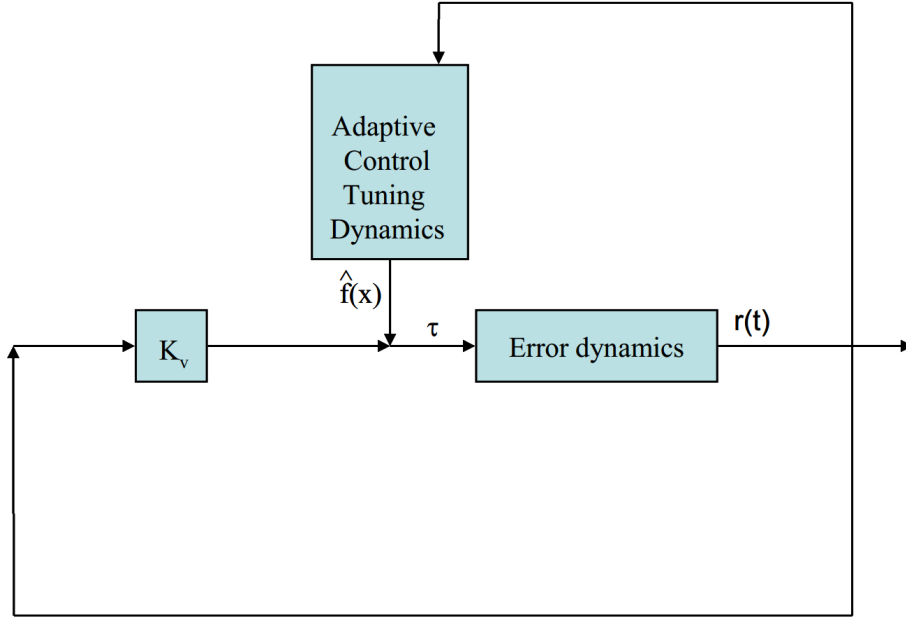 Adaptive
Control
Tuning
Dynamics
f̂(x)
τ
r(t)
K_v
Error dynamics